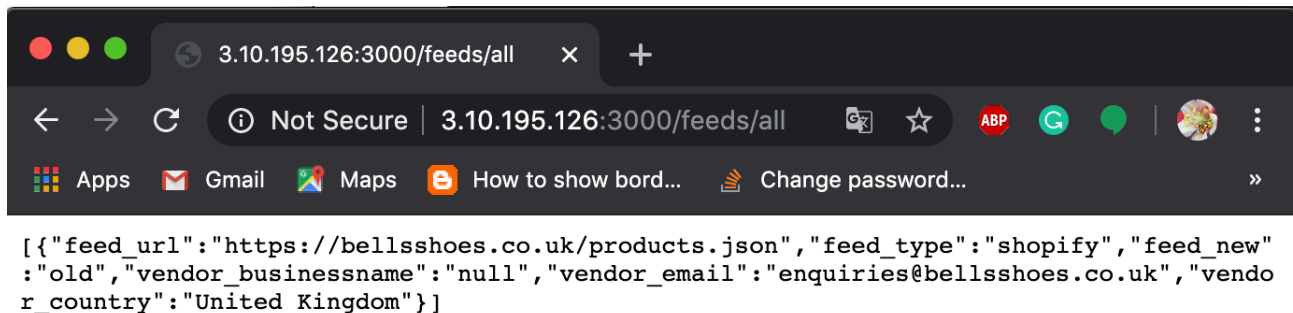 3.10.195.126:3000/feeds/all
Not Secure 3.10.195.126:3000/feeds/all ABP G
Apps Gmail Maps How to show bord... Change password... »
[{"feed_url":"https://bellsshoes.co.uk/products.json","feed_type":"shopify","feed_new"
:"old","vendor_businessname":"null","vendor_email":"enquiries@bellsshoes.co.uk","vendo
r_country":"United Kingdom"}]